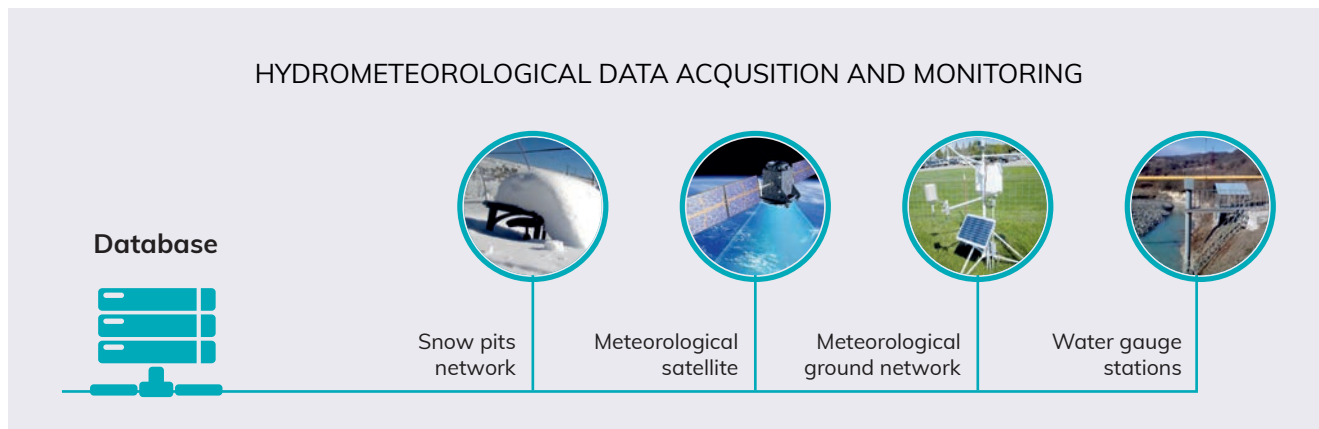 HYDROMETEOROLOGICAL DATA ACQUSITION AND MONITORING
Database
Snow pits
network
Meteorological
satellite
Meteorological
ground network
Water gauge
stations